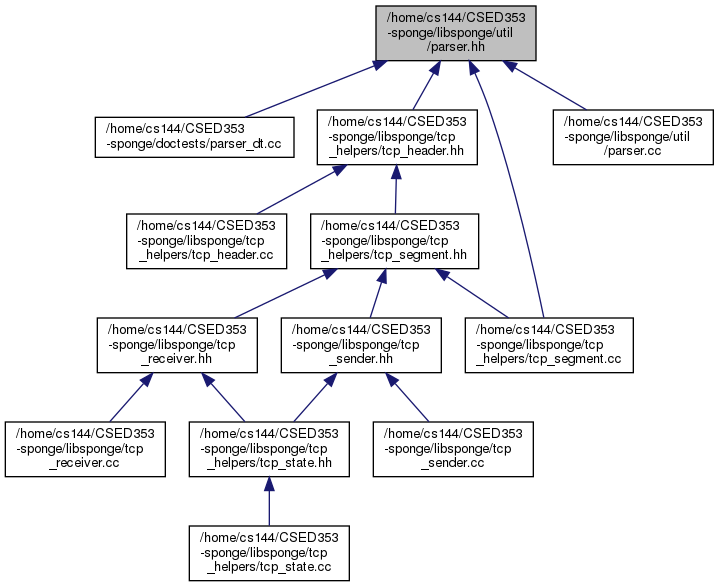 /home/cs144/CSED353
-sponge/libsponge/util
/parser.hh
/home/cs144/CSED353
-sponge/doctests/parser_dt.cc
/home/cs144/CSED353
-sponge/libsponge/tcp
_helpers/tcp_header.hh
/home/cs144/CSED353
-sponge/libsponge/util
/parser.cc
/home/cs144/CSED353
-sponge/libsponge/tcp
_helpers/tcp_header.cc
/home/cs144/CSED353
-sponge/libsponge/tcp
_helpers/tcp_segment.hh
/home/cs144/CSED353
-sponge/libsponge/tcp
_receiver.hh
/home/cs144/CSED353
-sponge/libsponge/tcp
_sender.hh
/home/cs144/CSED353
-sponge/libsponge/tcp
_helpers/tcp_segment.cc
/home/cs144/CSED353
-sponge/libsponge/tcp
_receiver.cc
/home/cs144/CSED353
-sponge/libsponge/tcp
_helpers/tcp_state.hh
/home/cs144/CSED353
-sponge/libsponge/tcp
_sender.cc
/home/cs144/CSED353
-sponge/libsponge/tcp
_helpers/tcp_state.cc